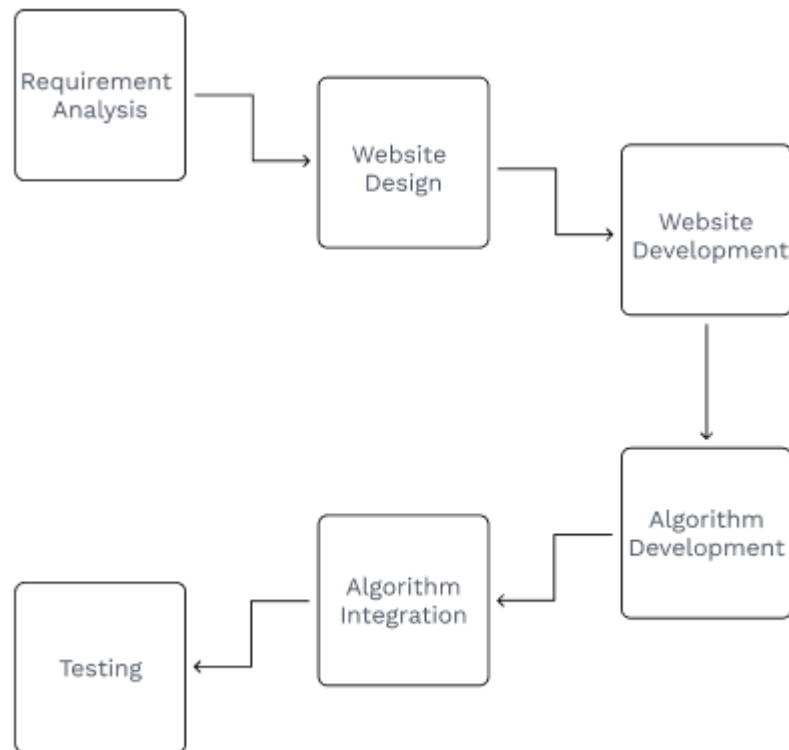 Requirement
Analysis
Website
Design
Website
Development
Algorithm
Development
Algorithm
Integration
Testing